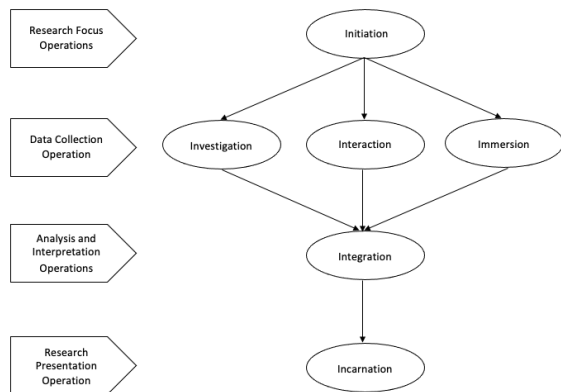 Research Focus
Operations
Initiation
Data Collection
Operation
Investigation
Interaction
Immersion
Analysis and
Interpretation
Operations
Integration
Research
Presentation
Operation
Incarnation